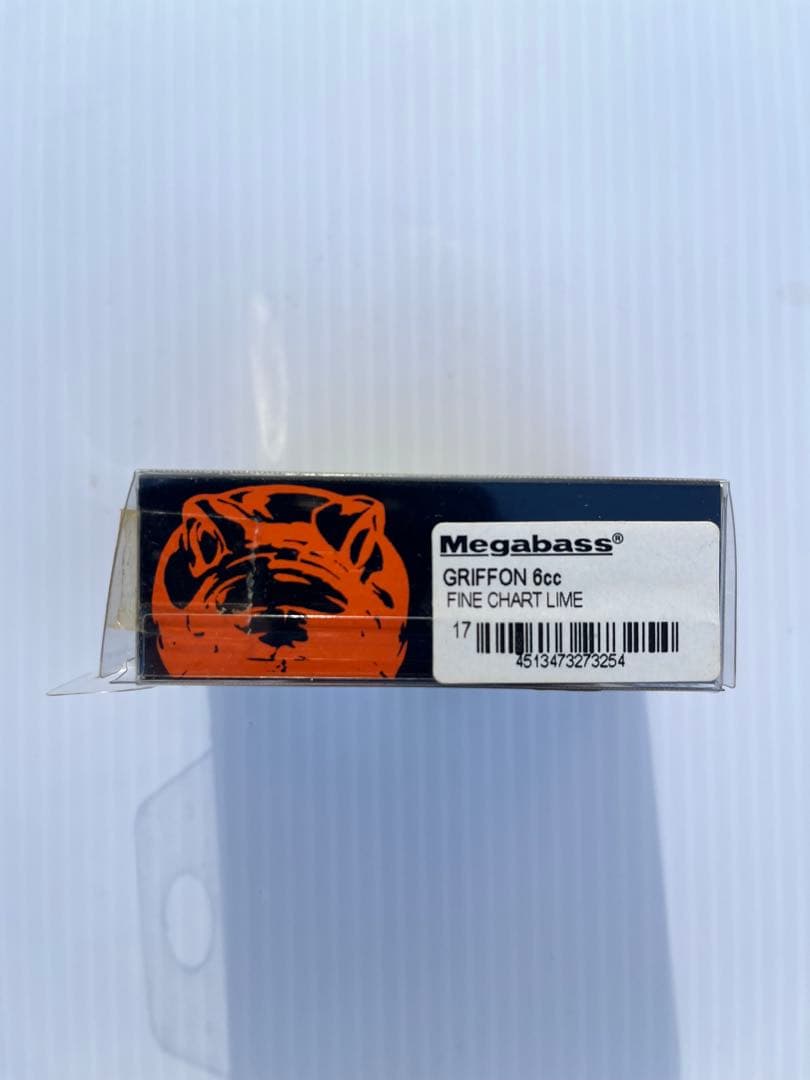 Megabass®
GRIFFON 6cc
FINE CHART LIME
17
4513473273254